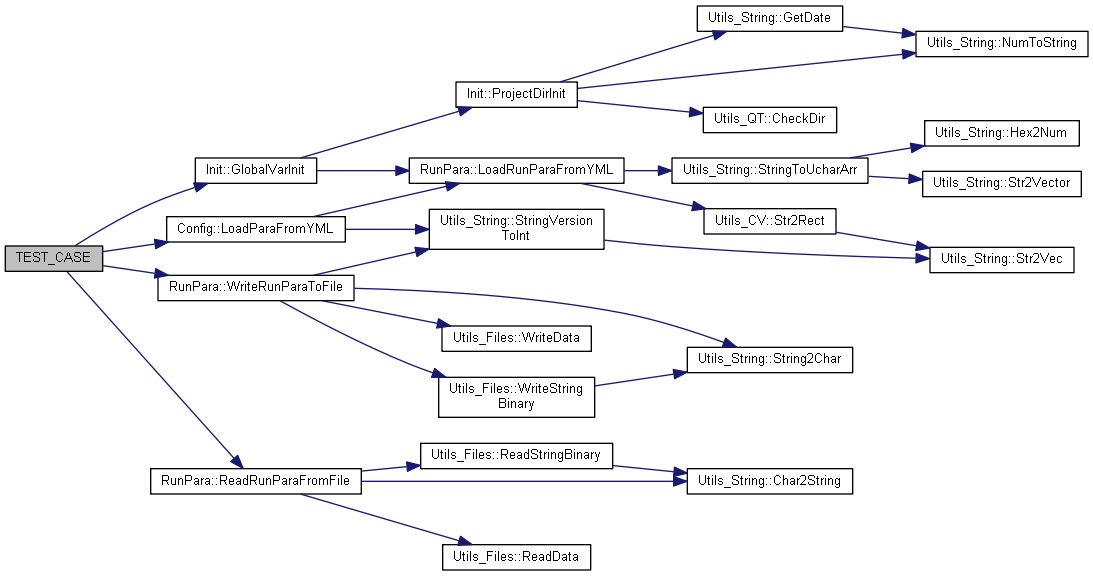 Utils_String::GetDate
Utils_String::NumToString
Init::ProjectDirInit
Utils_QT::CheckDir
Utils_String::Hex2Num
Init::GlobalVarInit
RunPara::LoadRunParaFromYML
Utils_String::StringToUcharArr
Utils_String::Str2Vector
Config::LoadParaFromYML
Utils_String::StringVersion
ToInt
Utils_CV::Str2Rect
TEST_CASE
Utils_String::Str2Vec
RunPara::WriteRunParaToFile
Utils_Files::WriteData
Utils_String::String2Char
Utils_Files::WriteString
Binary
Utils_Files::ReadStringBinary
RunPara::ReadRunParaFromFile
Utils_String::Char2String
Utils_Files::ReadData